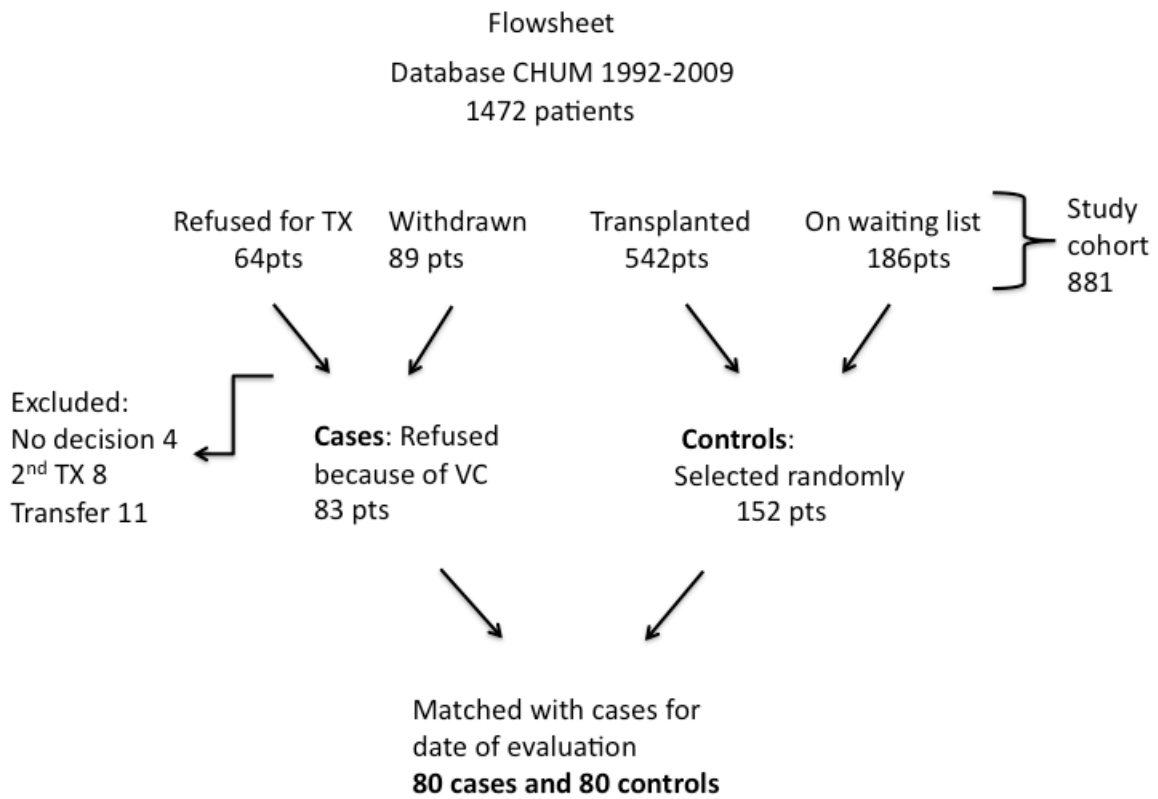 Flowsheet
Database CHUM 1992-2009
1472 patients
Refused for TX
64pts
Withdrawn
89 pts
Transplanted
542pts
On waiting list
186pts
Study
cohort
881
Excluded:
No decision 4
2nd TX 8
Transfer 11
Cases: Refused
because of VC
83 pts
Controls:
Selected randomly
152 pts
Matched with cases for
date of evaluation
80 cases and 80 controls